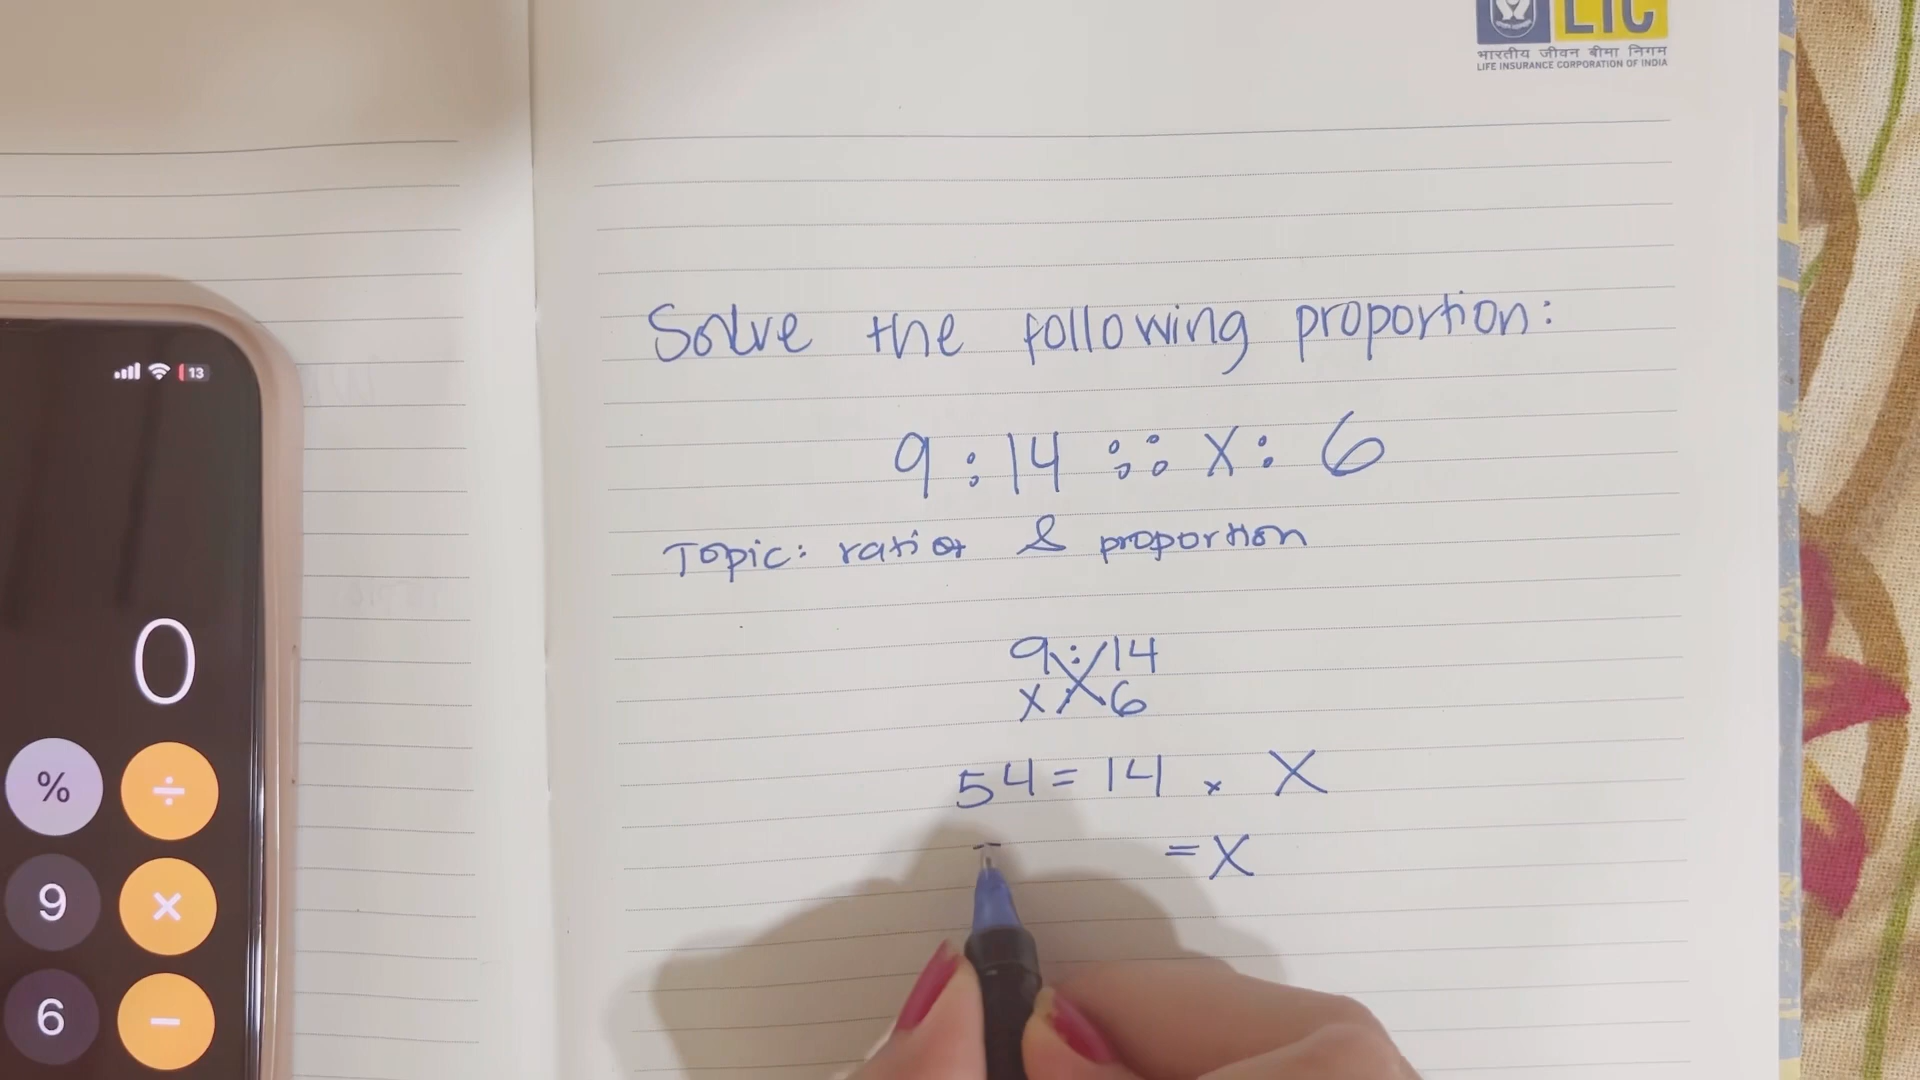 LIC
भारतीय जीवन बीमा निगम
LIFE INSURANCE CORPORATION OF INDIA
Solve the following proportion:
9 : 14 :: x : 6
Topic: ratio & proportion
9 : 14
x : 6
54 = 14 × x
= x
13
0
% ÷
9 ×
6 −